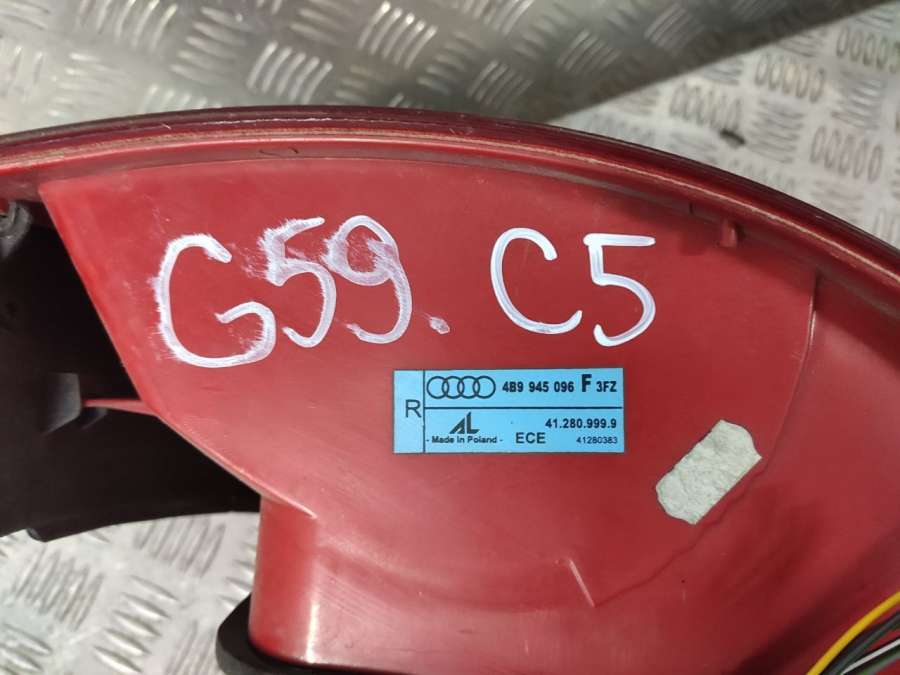 G59. C5
R
4B9 945 096 F 3FZ
41.280.999.9
AL
- Made in Poland - ECE 41280383